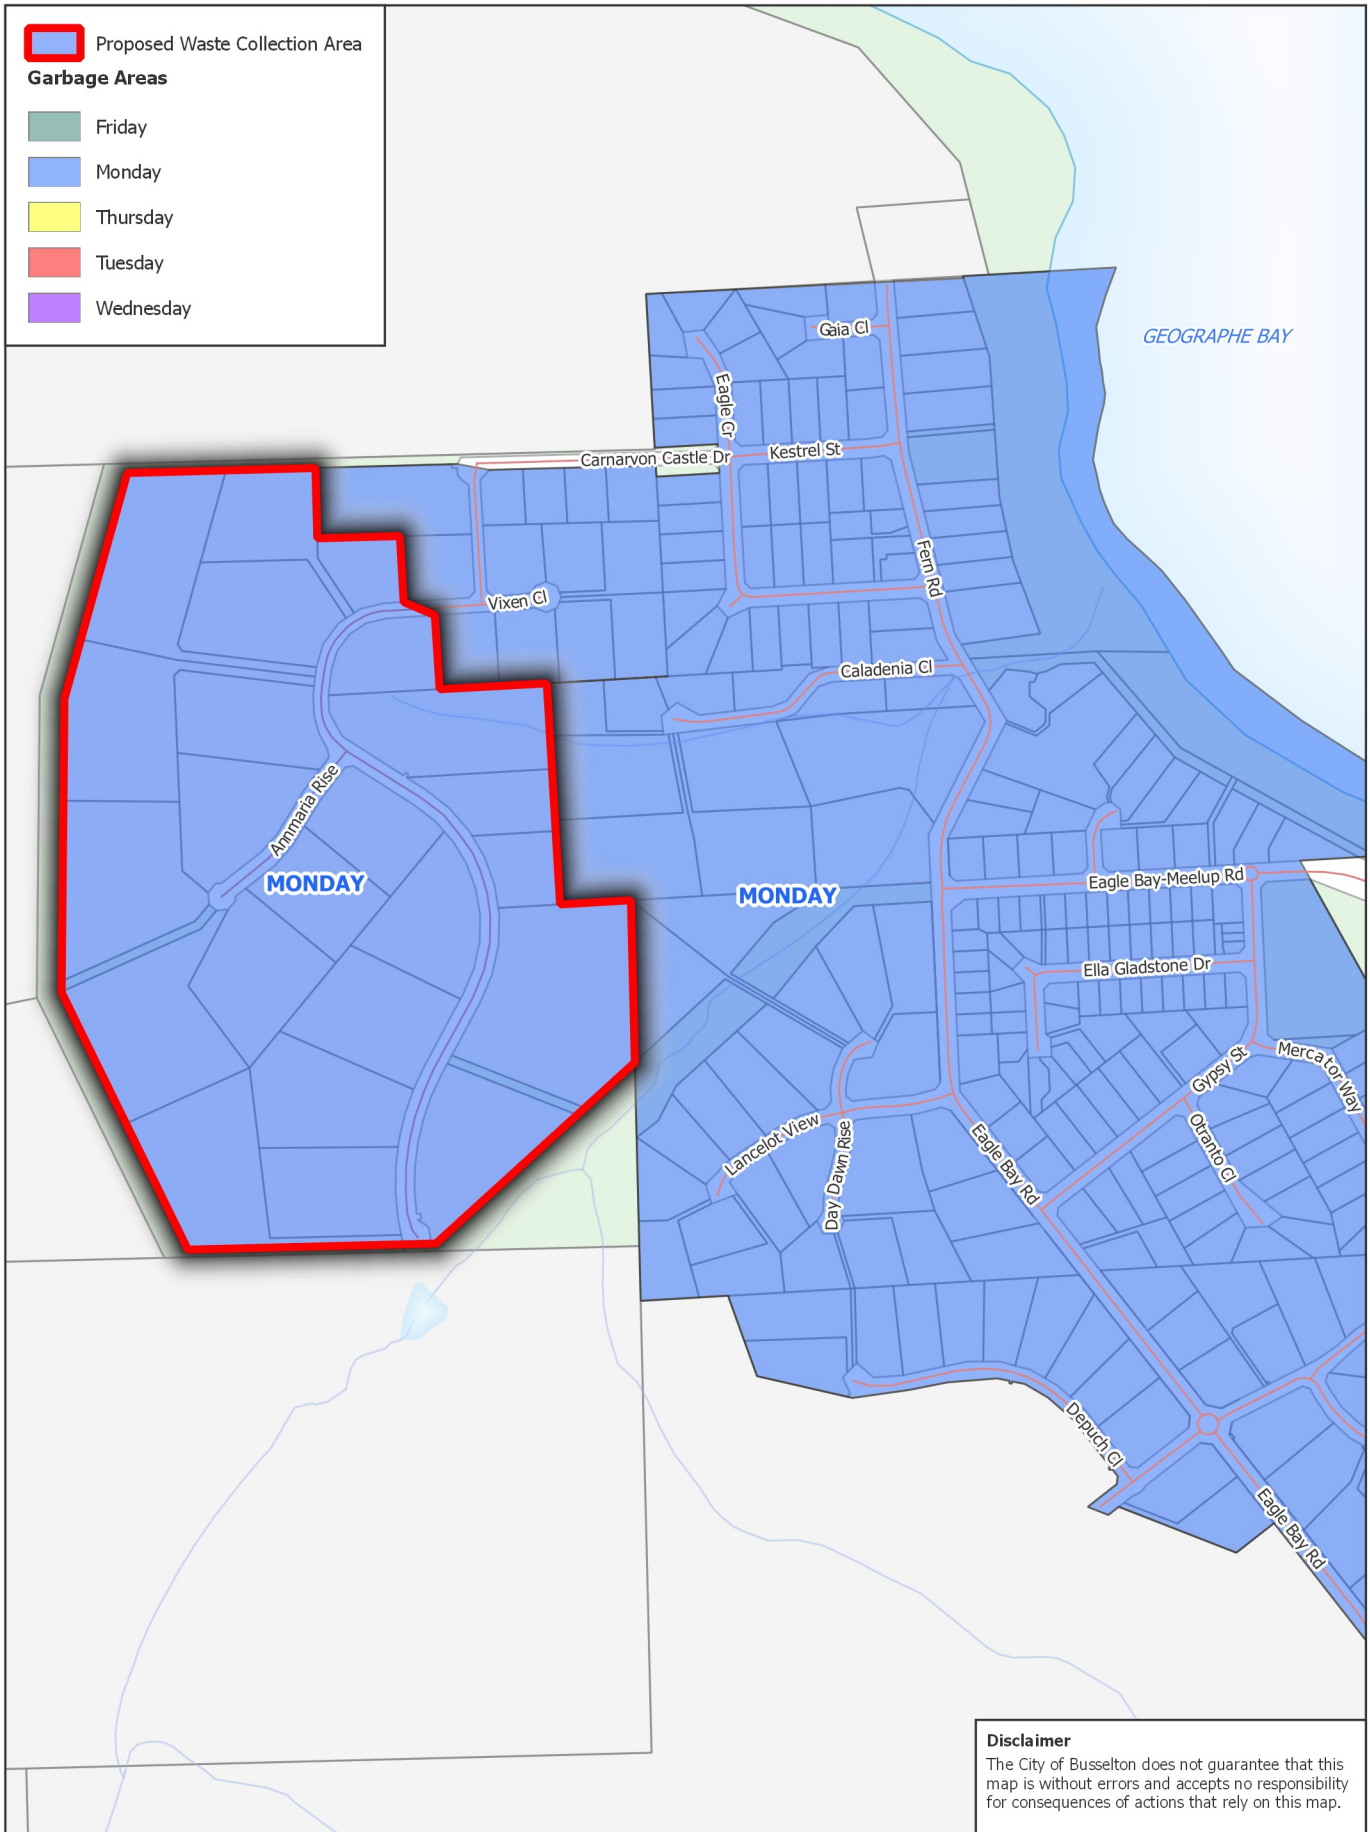 Proposed Waste Collection Area
Garbage Areas
Friday
Monday
Thursday
Tuesday
Wednesday
GEOGRAPHE BAY
Gaia Cl
Eagle Cr
Kestrel St
Carnarvon Castle Dr
Fern Rd
Vixen Cl
Caladenia Cl
Annmaria Rise
MONDAY
MONDAY
Eagle Bay-Meelup Rd
Ella Gladstone Dr
Gypsy St
Mercator Way
Otranto Cl
Lancelot View
Day Dawn Rise
Eagle Bay Rd
Depuch Cl
Eagle Bay Rd
Disclaimer
The City of Busselton does not guarantee that this
map is without errors and accepts no responsibility
for consequences of actions that rely on this map.